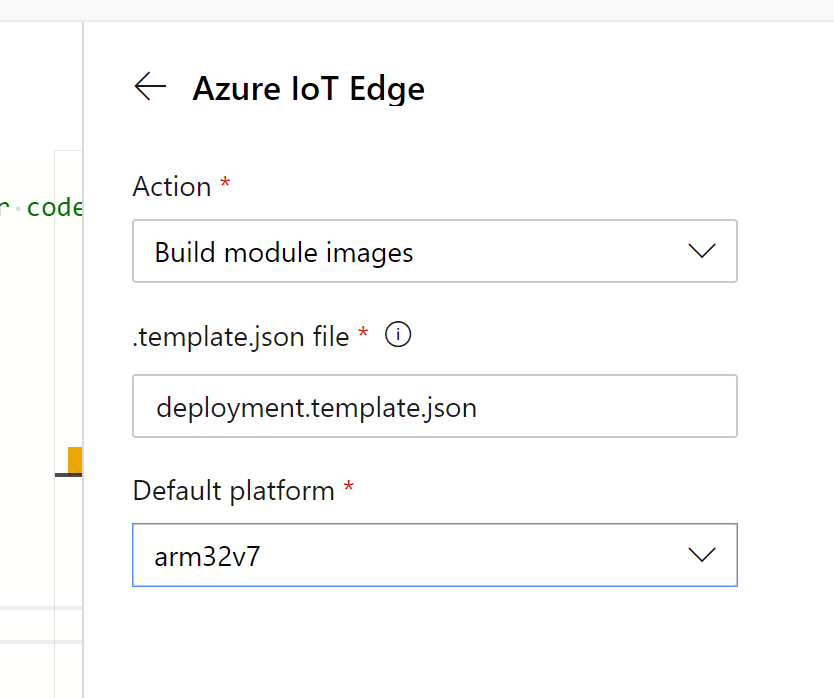 Azure IoT Edge
Action *
r code
Build module images
.template.json file *
deployment.template.json
Default platform *
arm32v7